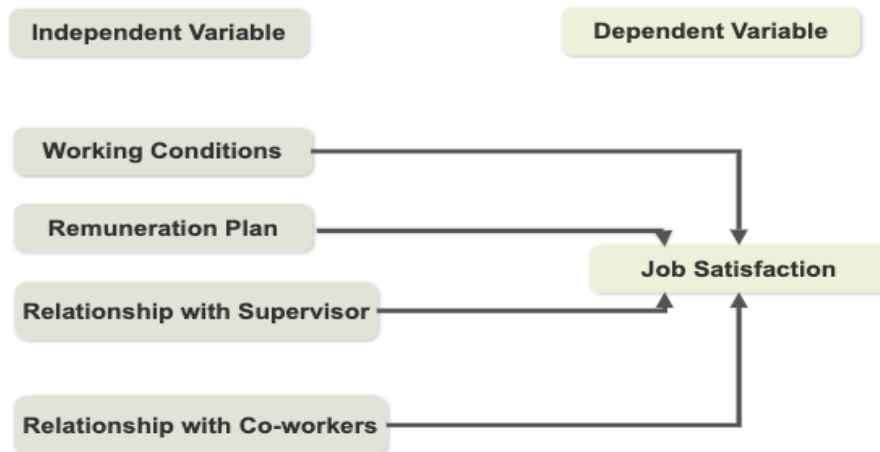 Independent Variable
Dependent Variable
Working Conditions
Remuneration Plan
Job Satisfaction
Relationship with Supervisor
Relationship with Co-workers